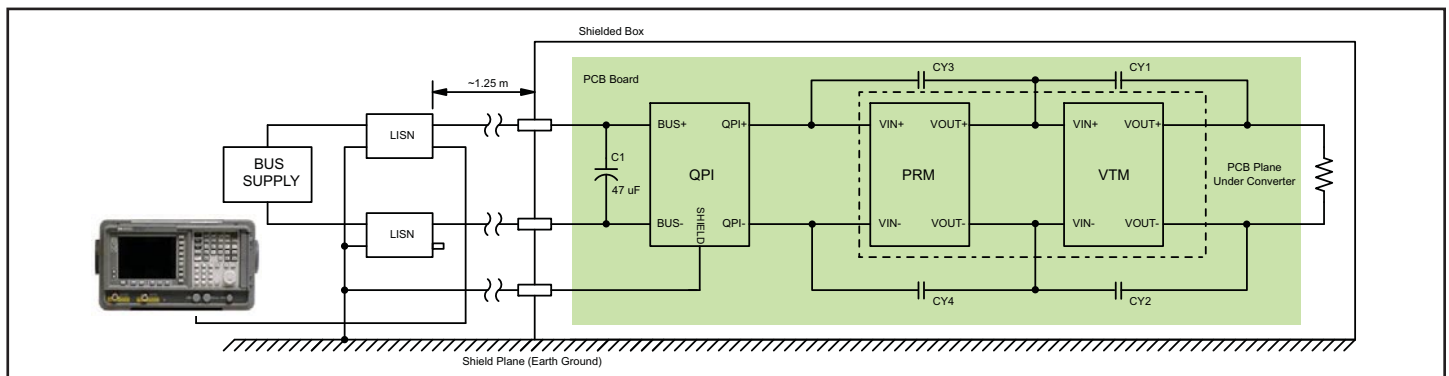 Shielded Box
~1.25 m
PCB Board
CY3
CY1
LISN
BUS+
QPI+
VIN+
VOUT+
VIN+
VOUT+
BUS
SUPPLY
C1
47 uF
QPI
PRM
VTM
PCB Plane
Under Converter
LISN
BUS-
SHIELD
QPI-
VIN-
VOUT-
VIN-
VOUT-
CY4
CY2
Shield Plane (Earth Ground)